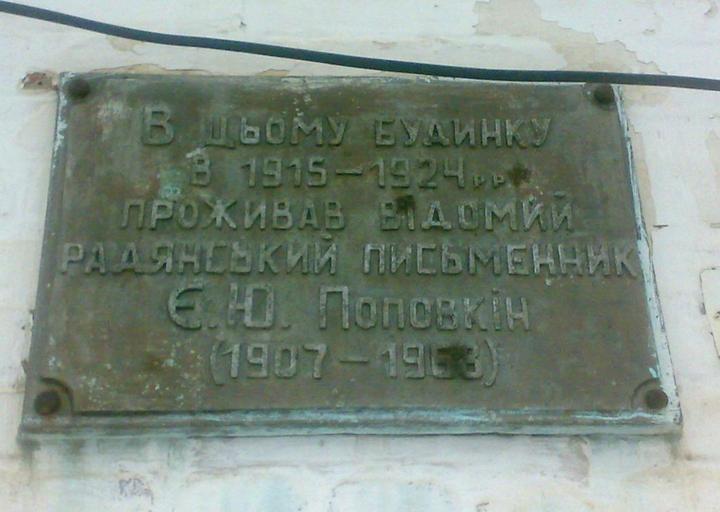 В цьому будинку
в 1915 – 1924 рр
проживав відомий
радянський письменник
Є. Ю. Поповкін
(1907 – 1968)